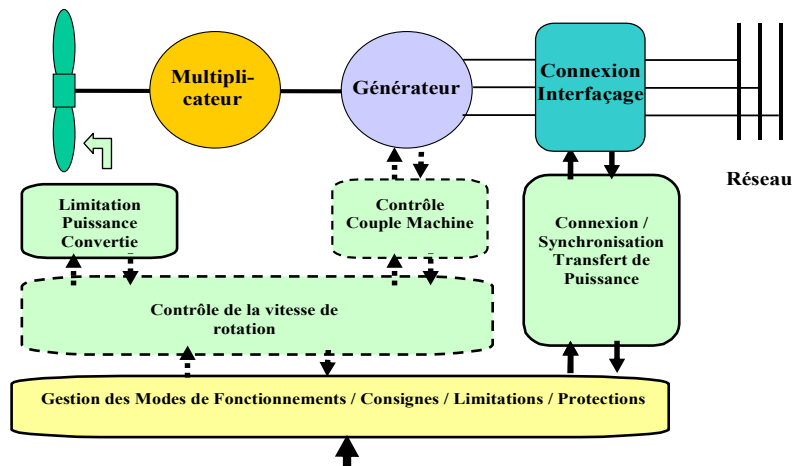 Multipli-
cateur
Générateur
Connexion
Interfaçage
Réseau
Limitation
Puissance
Convertie
Contrôle
Couple Machine
Connexion /
Synchronisation
Transfert de
Puissance
Contrôle de la vitesse de
rotation
Gestion des Modes de Fonctionnements / Consignes / Limitations / Protections